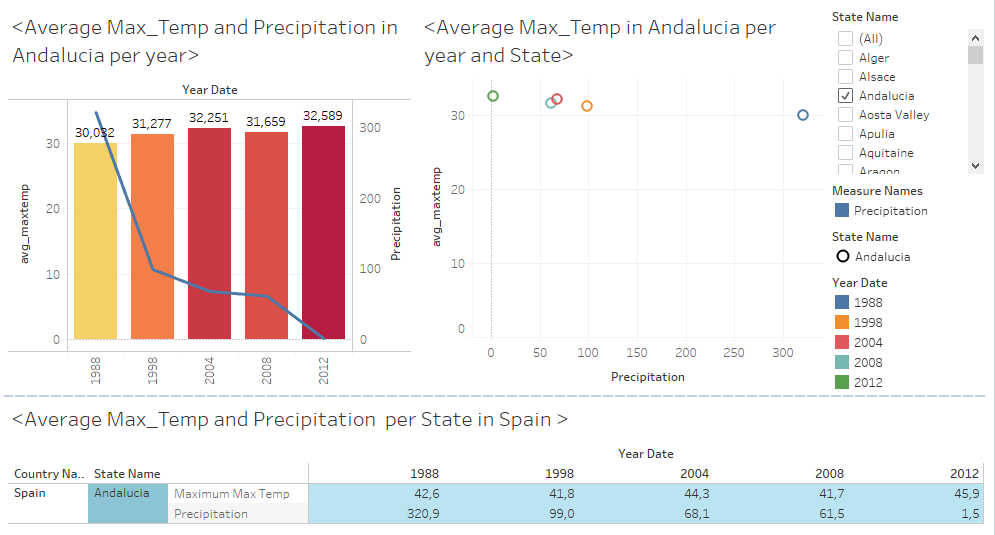 <Average Max_Temp and Precipitation in
Andalucia per year>
Year Date
30,032 31,277 32,251 31,659 32,589
30
20
10
0
avg_maxtemp
300
200
100
0
Precipitation
1988 1998 2004 2008 2012
<Average Max_Temp in Andalucia per
year and State>
30
20
10
0
avg_maxtemp
0 50 100 150 200 250 300
Precipitation
State Name
(All)
Alger
Alsace
Andalucia
Aosta Valley
Apulia
Aquitaine
Aragon
Measure Names
Precipitation
State Name
Andalucia
Year Date
1988
1998
2004
2008
2012
<Average Max_Temp and Precipitation per State in Spain >
Year Date
Country Na.. State Name 1988 1998 2004 2008 2012
Spain Andalucia Maximum Max Temp 42,6 41,8 44,3 41,7 45,9
Precipitation 320,9 99,0 68,1 61,5 1,5